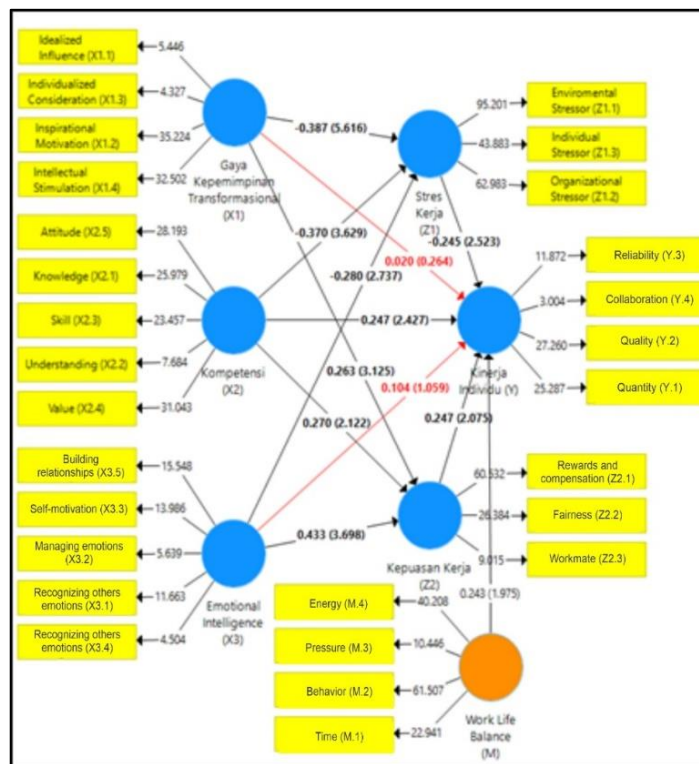 Idealized
Influence (X1.1)
5.446
Individualized
Consideration (X1.3)
4.327
Inspirational
Motivation (X1.2)
35.224
Intellectual
Stimulation (X1.4)
32.502
Gaya
Kepemimpinan
Transformasional
(X1)
Attitude (X2.5)
28.193
Knowledge (X2.1)
25.979
Skill (X2.3)
23.457
Understanding (X2.2)
7.684
Value (X2.4)
31.043
Kompetensi
(X2)
Building
relationships (X3.5)
15.548
Self-motivation (X3.3)
13.986
Managing emotions
(X3.2)
5.639
Recognizing others
emotions (X3.1)
11.663
Recognizing others
emotions (X3.4)
4.504
Emotional
Intelligence
(X3)
-0.387 (5.616)
-0.370 (3.629)
-0.280 (2.737)
0.020 (0.264)
0.247 (2.427)
0.263 (3.125)
0.104 (1.059)
0.270 (2.122)
0.433 (3.698)
-0.245 (2.523)
0.247 (2.075)
0.243 (1.975)
Stres
Kerja
(Z1)
95.201
Enviromental
Stressor (Z1.1)
43.883
Individual
Stressor (Z1.3)
62.983
Organizational
Stressor (Z1.2)
Kinerja
Individu (Y)
11.872
Reliability (Y.3)
3.004
Collaboration (Y.4)
27.260
Quality (Y.2)
25.287
Quantity (Y.1)
Kepuasan Kerja
(Z2)
60.532
Rewards and
compensation (Z2.1)
26.384
Fairness (Z2.2)
9.015
Workmate (Z2.3)
Energy (M.4)
40.208
Pressure (M.3)
10.446
Behavior (M.2)
61.507
Time (M.1)
22.941
Work Life
Balance
(M)